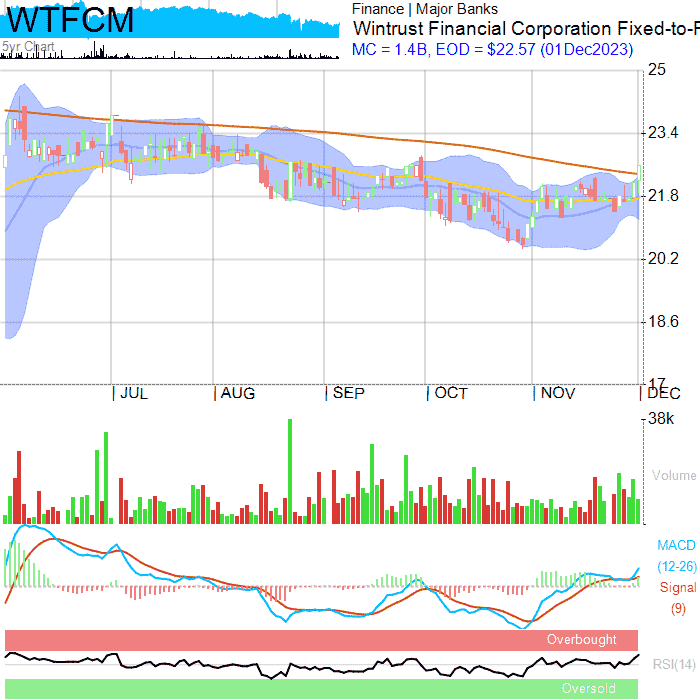 WTFCM
Finance | Major Banks
Wintrust Financial Corporation Fixed-to-F
5yr Chart
MC = 1.4B, EOD = $22.57 (01Dec2023)
25
23.4
21.8
20.2
18.6
17
JUL
AUG
SEP
OCT
NOV
DEC
38k
Volume
MACD
(12-26)
Signal
(9)
Overbought
RSI(14)
Oversold